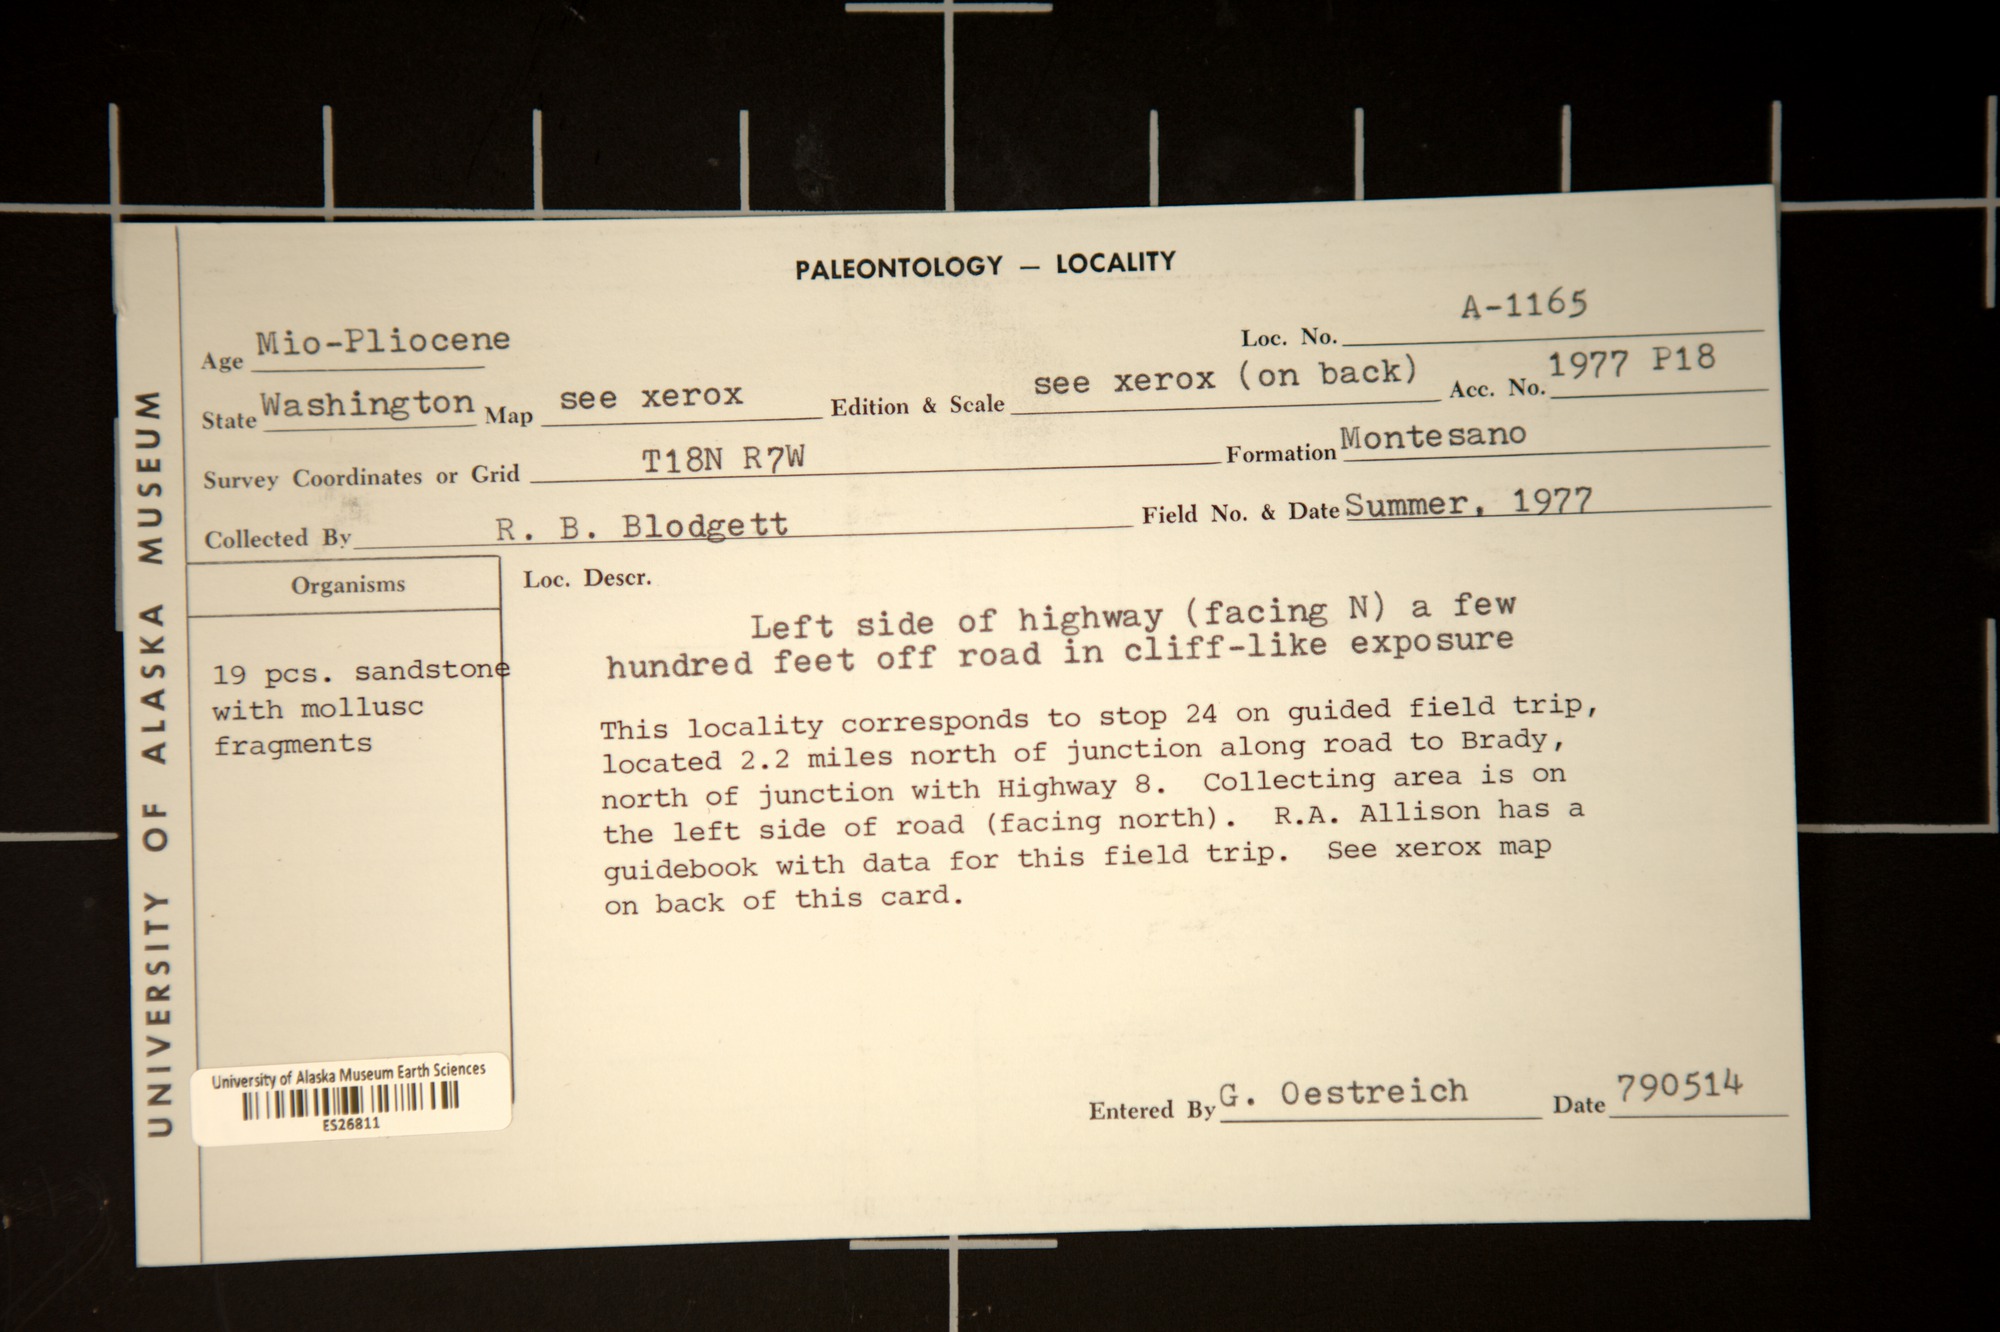 UNIVERSITY OF ALASKA MUSEUM
PALEONTOLOGY — LOCALITY
Loc. No. A-1165
Age Mio-Pliocene
State Washington Map see xerox Edition & Scale see xerox (on back) Acc. No. 1977 P18
Survey Coordinates or Grid T18N R7W Formation Montesano
Collected By R. B. Blodgett Field No. & Date Summer, 1977
Organisms
19 pcs. sandstone
with mollusc
fragments
Loc. Descr.
Left side of highway (facing N) a few
hundred feet off road in cliff-like exposure
This locality corresponds to stop 24 on guided field trip,
located 2.2 miles north of junction along road to Brady,
north of junction with Highway 8. Collecting area is on
the left side of road (facing north). R.A. Allison has a
guidebook with data for this field trip. See xerox map
on back of this card.
University of Alaska Museum Earth Sciences
ES26811
Entered By G. Oestreich Date 790514